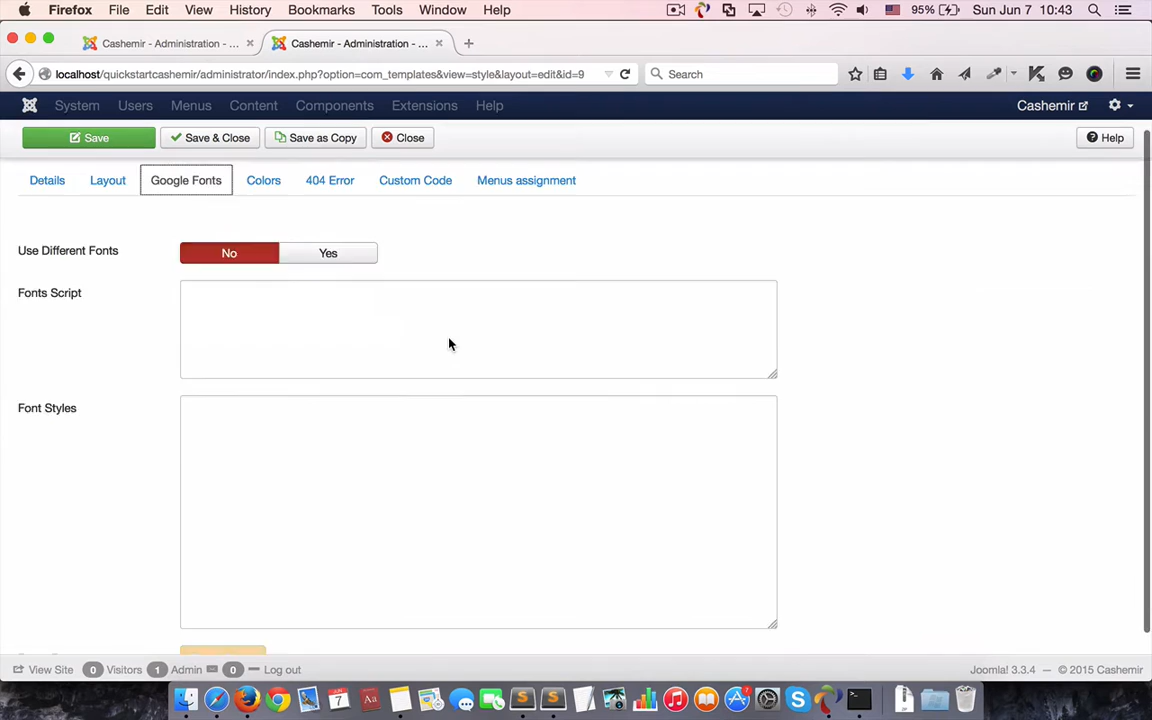 Firefox File Edit View History Bookmarks Tools Window Help 95% Sun Jun 7 10:43
Cashemir - Administration - ... Cashemir - Administration - ...
localhost/quickstartcashemir/administrator/index.php?option=com_templates&view=style&layout=edit&id=9 Search
System Users Menus Content Components Extensions Help Cashemir
Save Save & Close Save as Copy Close Help
Details Layout Google Fonts Colors 404 Error Custom Code Menus assignment
Use Different Fonts No Yes
Fonts Script
Font Styles
View Site 0 Visitors 1 Admin 0 Log out Joomla! 3.3.4 — © 2015 Cashemir